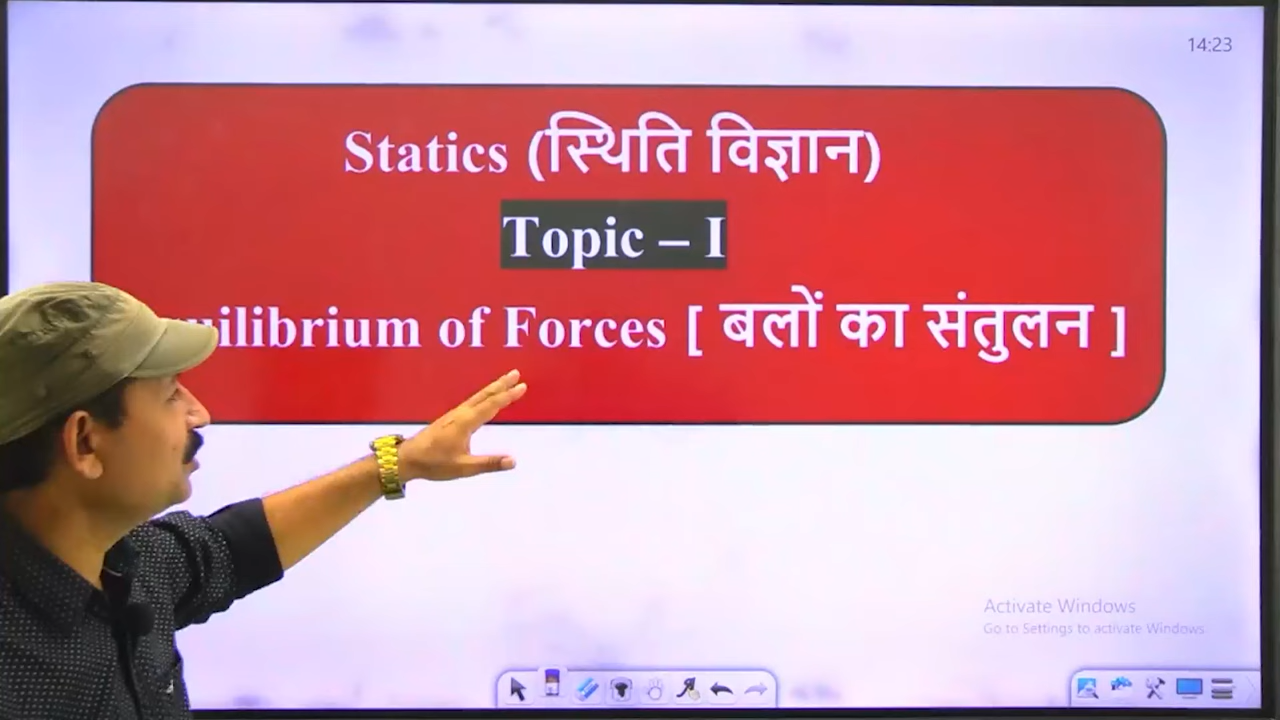 14:23
Statics (स्थिति विज्ञान)
Topic – I
uilibrium of Forces [ बलों का संतुलन ]
Activate Windows
Go to Settings to activate Windows